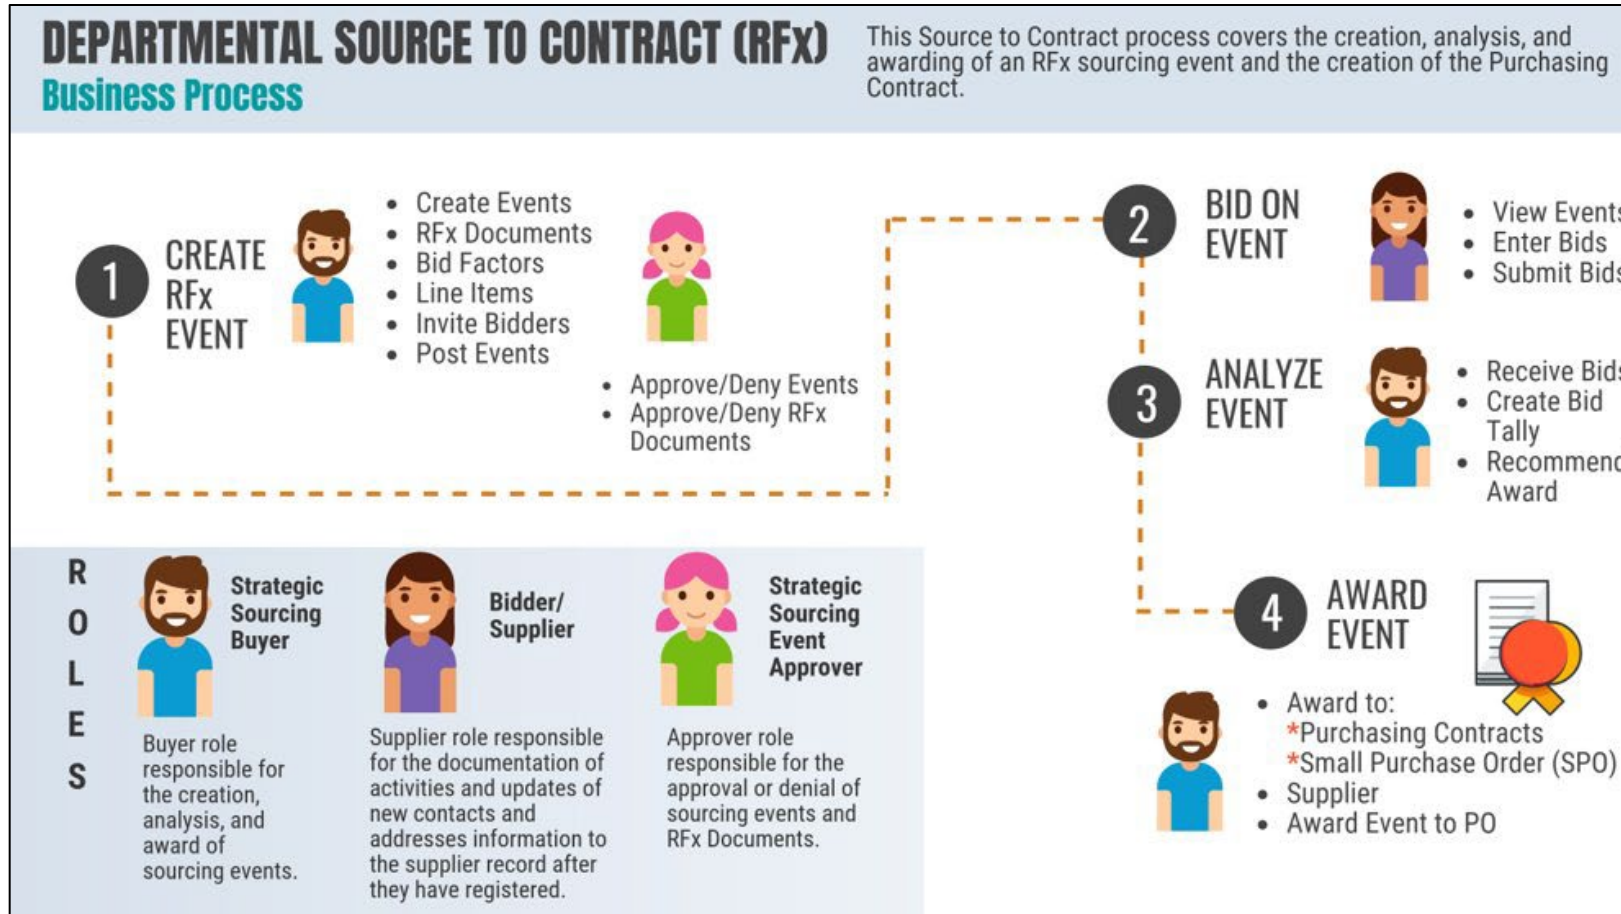 DEPARTMENTAL SOURCE TO CONTRACT (RFx)
Business Process
This Source to Contract process covers the creation, analysis, and
awarding of an RFx sourcing event and the creation of the Purchasing
Contract.
1
CREATE
RFx
EVENT
• Create Events
• RFx Documents
• Bid Factors
• Line Items
• Invite Bidders
• Post Events
• Approve/Deny Events
• Approve/Deny RFx
Documents
2
BID ON
EVENT
• View Events
• Enter Bids
• Submit Bids
3
ANALYZE
EVENT
• Receive Bids
• Create Bid
Tally
• Recommend
Award
4
AWARD
EVENT
• Award to:
*Purchasing Contracts
*Small Purchase Order (SPO)
• Supplier
• Award Event to PO
ROLES
Strategic
Sourcing
Buyer
Buyer role
responsible for
the creation,
analysis, and
award of
sourcing events.
Bidder/
Supplier
Supplier role responsible
for the documentation of
activities and updates of
new contacts and
addresses information to
the supplier record after
they have registered.
Strategic
Sourcing
Event
Approver
Approver role
responsible for the
approval or denial of
sourcing events and
RFx Documents.